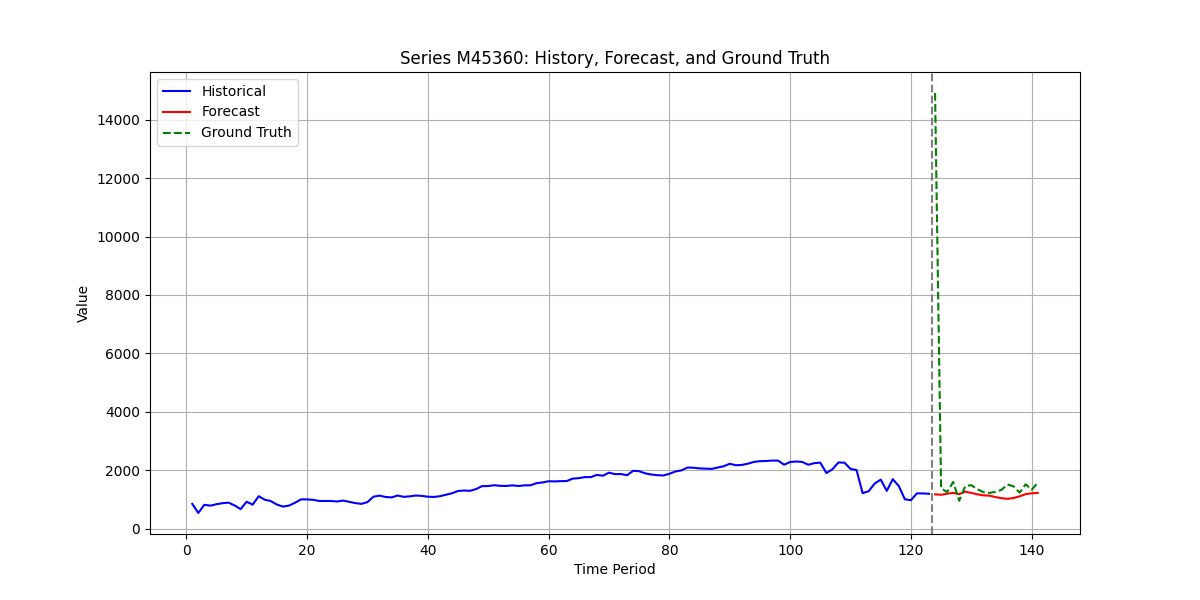 Series M45360: History, Forecast, and Ground Truth
Historical
Forecast
Ground Truth
14000
12000
10000
8000
6000
4000
2000
0
Value
0 20 40 60 80 100 120 140
Time Period